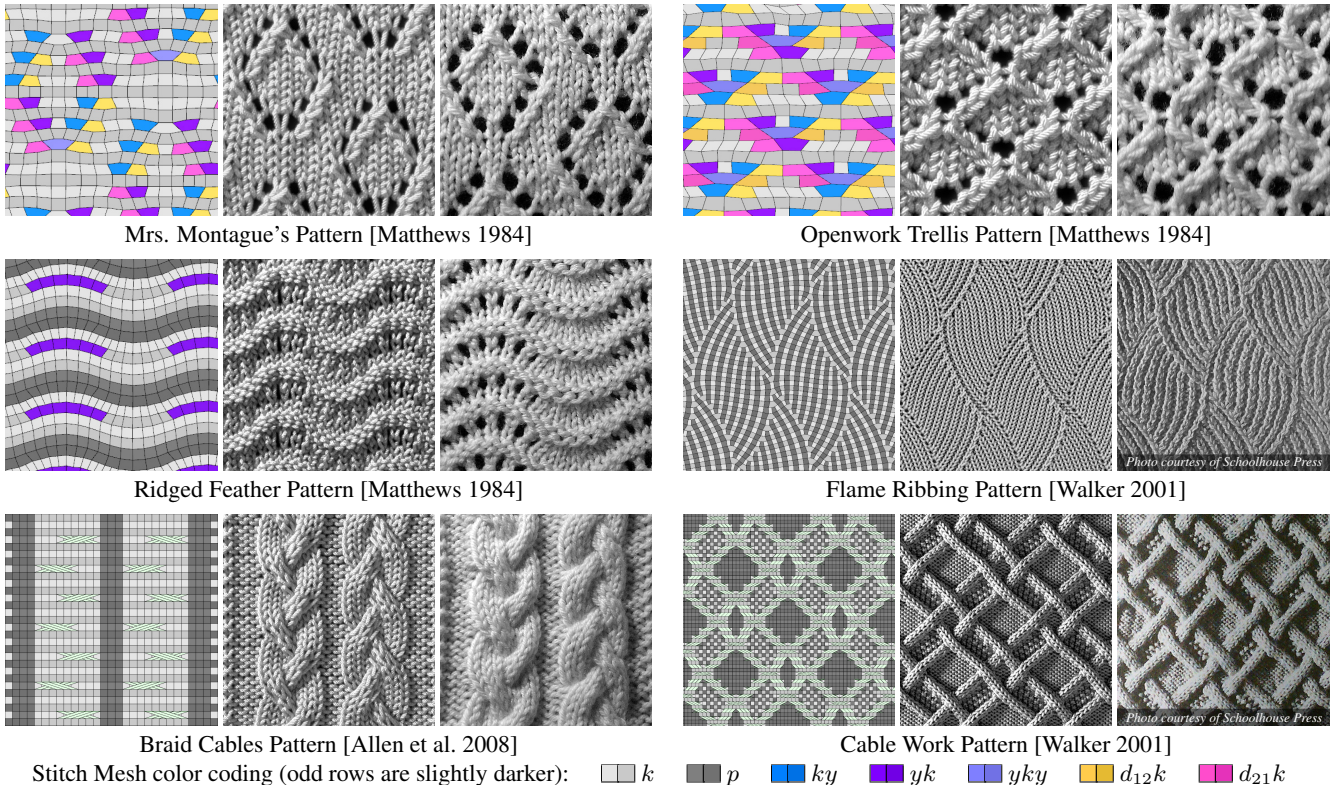 Mrs. Montague's Pattern [Matthews 1984]
Openwork Trellis Pattern [Matthews 1984]
Photo courtesy of Schoolhouse Press
Ridged Feather Pattern [Matthews 1984]
Flame Ribbing Pattern [Walker 2001]
Photo courtesy of Schoolhouse Press
Braid Cables Pattern [Allen et al. 2008]
Cable Work Pattern [Walker 2001]
Stitch Mesh color coding (odd rows are slightly darker): k p ky yk yky d₁₂k d₂₁k